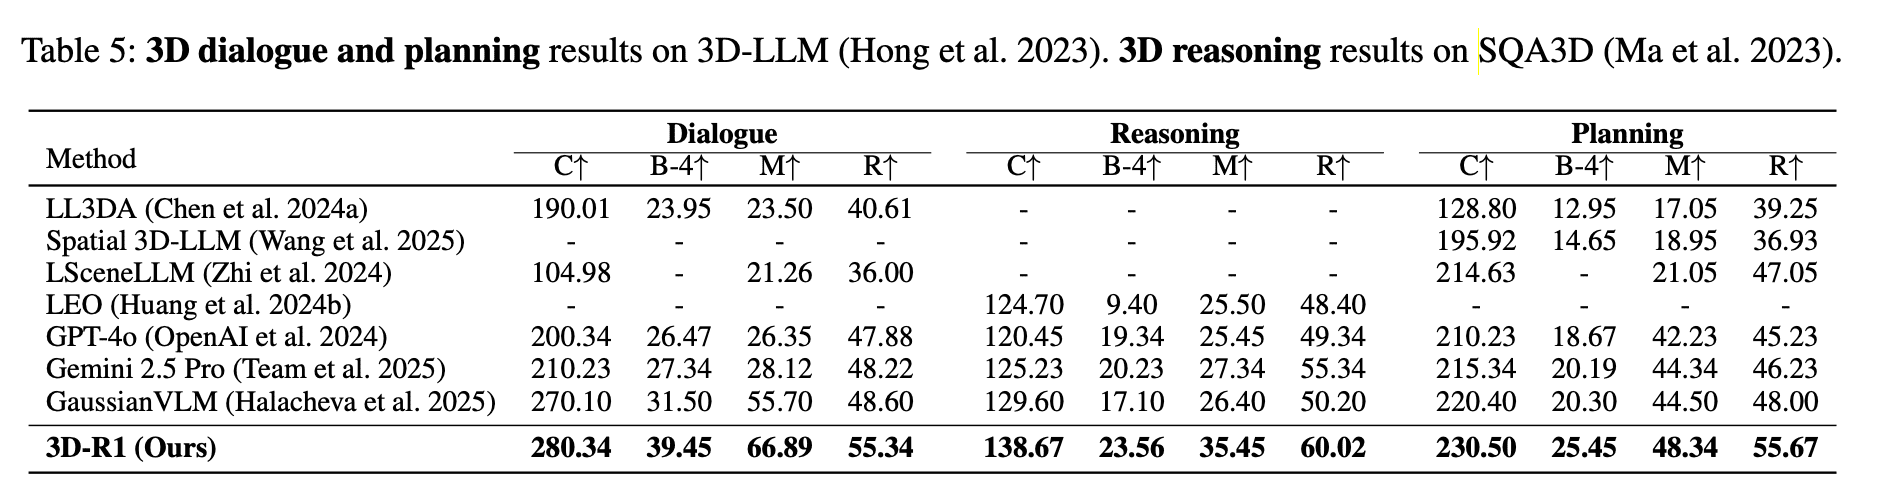 Table 5: 3D dialogue and planning results on 3D-LLM (Hong et al. 2023). 3D reasoning results on SQA3D (Ma et al. 2023).
Dialogue Reasoning Planning
Method C↑ B-4↑ M↑ R↑ C↑ B-4↑ M↑ R↑ C↑ B-4↑ M↑ R↑
LL3DA (Chen et al. 2024a) 190.01 23.95 23.50 40.61 - - - - 128.80 12.95 17.05 39.25
Spatial 3D-LLM (Wang et al. 2025) - - - - - - - - 195.92 14.65 18.95 36.93
LSceneLLM (Zhi et al. 2024) 104.98 - 21.26 36.00 - - - - 214.63 - 21.05 47.05
LEO (Huang et al. 2024b) - - - - 124.70 9.40 25.50 48.40 - - - -
GPT-4o (OpenAI et al. 2024) 200.34 26.47 26.35 47.88 120.45 19.34 25.45 49.34 210.23 18.67 42.23 45.23
Gemini 2.5 Pro (Team et al. 2025) 210.23 27.34 28.12 48.22 125.23 20.23 27.34 55.34 215.34 20.19 44.34 46.23
GaussianVLM (Halacheva et al. 2025) 270.10 31.50 55.70 48.60 129.60 17.10 26.40 50.20 220.40 20.30 44.50 48.00
3D-R1 (Ours) 280.34 39.45 66.89 55.34 138.67 23.56 35.45 60.02 230.50 25.45 48.34 55.67